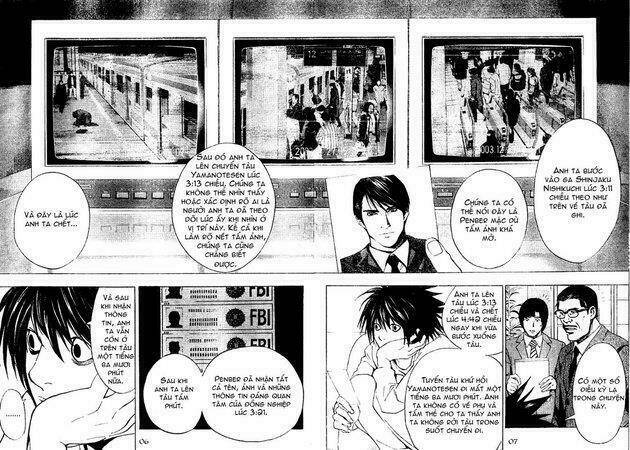 ANH TA BƯỚC
VÀO GA SHINJAKU
NISHIKUCHI LÚC 3:11
CHIỀU THEO NHƯ
TRÊN VÉ TÀU ĐÃ
GHI.
CHÚNG TA CÓ
THỂ NÓI ĐÂY LÀ
PENBER MẶC DÙ
TẤM ẢNH KHÁ
MỜ.
SAU ĐÓ ANH TA
LÊN CHUYẾN TÀU
YAMANOTESEN LÚC
3:13 CHIỀU, CHÚNG TA
KHÔNG THỂ NHÌN THẤY
HOẶC XÁC ĐỊNH ĐÓ AI LÀ
NGƯỜI ANH TA ĐÃ THEO
DÕI LÚC ẤY KHI NHÌN Ở
VỊ TRÍ NÀY. KỂ CẢ KHI
LÀM RÕ NÉT TẤM ẢNH,
CHÚNG TA CŨNG
CHẲNG BIẾT
ĐƯỢC.
VÀ ĐÂY LÀ LÚC
ANH TA CHẾT...
CÓ MỘT SỐ
ĐIỀU KỲ LẠ
TRONG CHUYỆN
NÀY.
ANH TA LÊN
TÀU LÚC 3:13
CHIỀU VÀ CHẾT
LÚC 4:42 CHIỀU
NGAY KHI VỪA
BƯỚC XUỐNG
TÀU.
TUYẾN TÀU KHỨ HỒI
YAMANOTESEN ĐI MẤT
MỘT TIẾNG BA MƯƠI PHÚT. ANH
TA KHÔNG CÓ VẺ PHỤ VÀ
TẤM THẺ CHO TA THẤY ANH
TA KHÔNG RỜI TÀU TRONG
SUỐT CHUYẾN ĐI.
07
FBI
FBI
PENBER ĐÃ NHẬN TẤT
CẢ TÊN, ẢNH VÀ NHỮNG
THÔNG TIN ĐÁNG QUAN
TÂM CỦA ĐỒNG NGHIỆP
LÚC 3:21.
SAU KHI
ANH TA LÊN
TÀU TÁM
PHÚT.
VÀ SAU
KHI NHẬN
THÔNG
TIN, ANH
TA VẪN
CÒN Ở
TRÊN TÀU
MỘT TIẾNG
BA MƯƠI
PHÚT
NỮA.
........
06